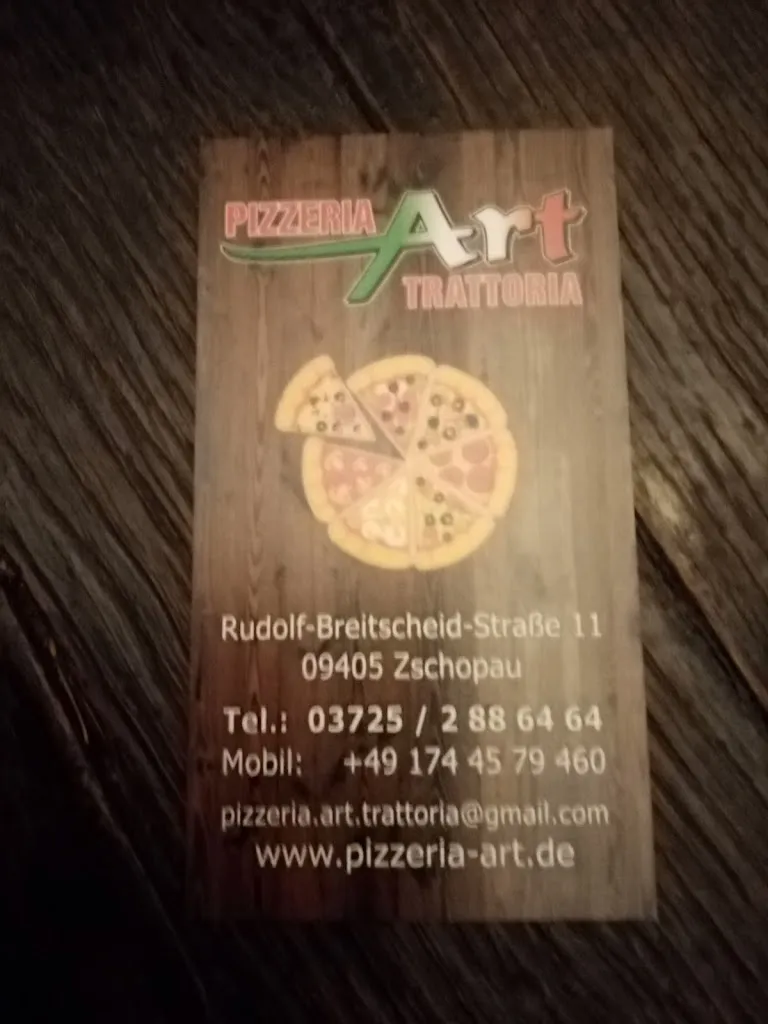 PIZZERIA Art
TRATTORIA
Rudolf-Breitscheid-Straße 11
09405 Zschopau
Tel.: 03725 / 2 88 64 64
Mobil: +49 174 45 79 460
pizzeria.art.trattoria@gmail.com
www.pizzeria-art.de